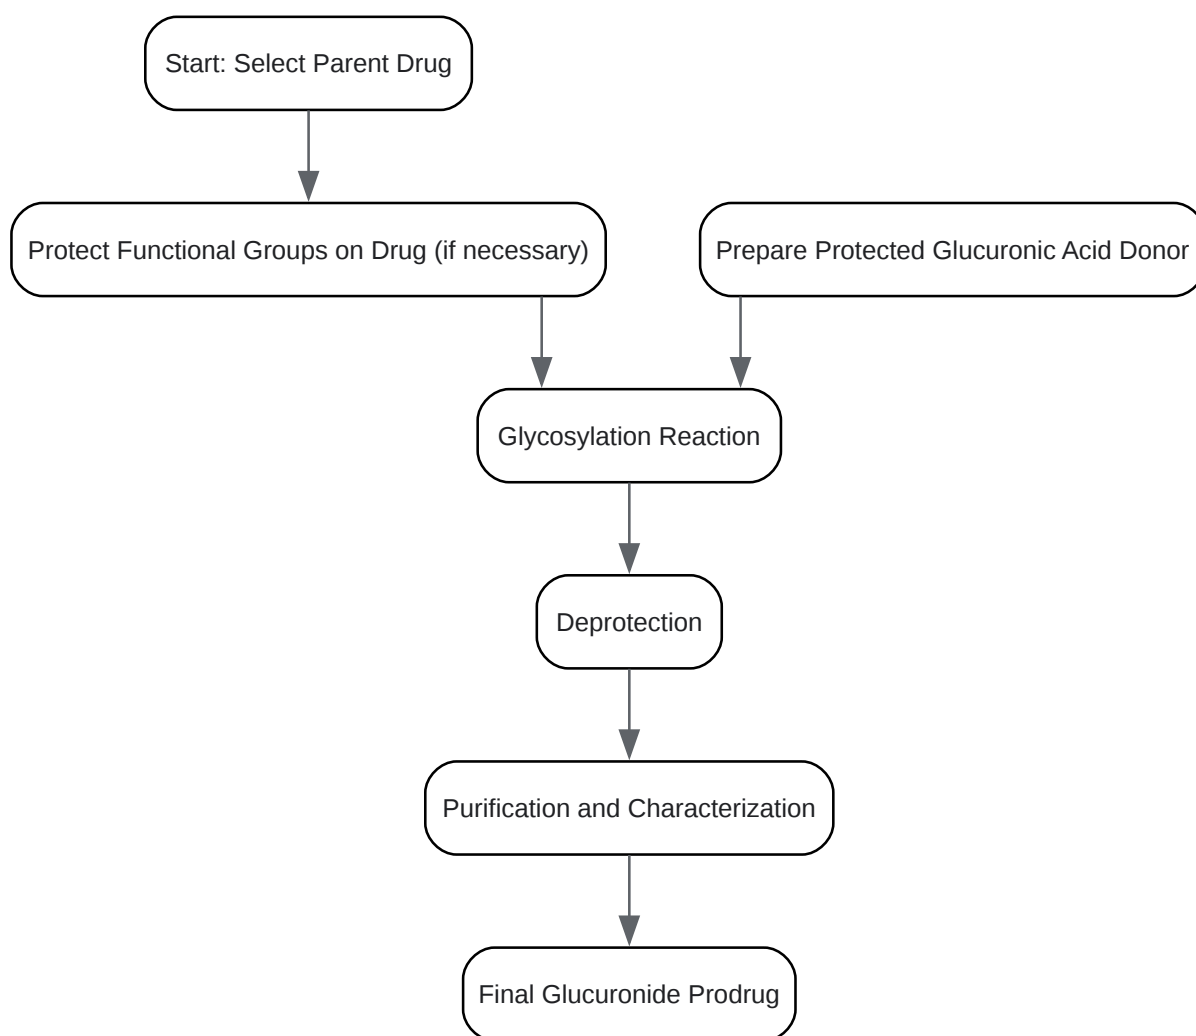 Start: Select Parent Drug
Protect Functional Groups on Drug (if necessary)
Prepare Protected Glucuronic Acid Donor
Glycosylation Reaction
Deprotection
Purification and Characterization
Final Glucuronide Prodrug